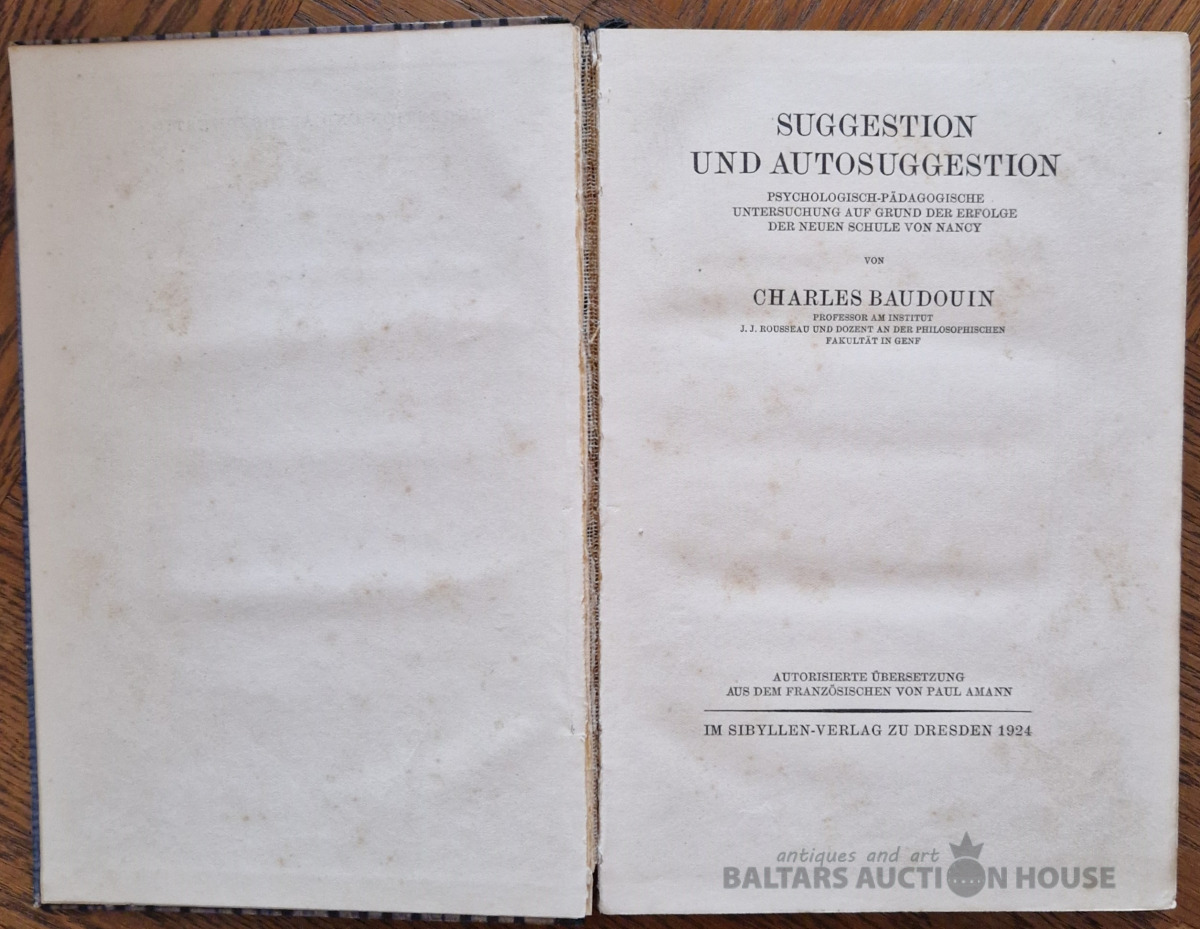 SUGGESTION
UND AUTOSUGGESTION
PSYCHOLOGISCH-PÄDAGOGISCHE
UNTERSUCHUNG AUF GRUND DER ERFOLGE
DER NEUEN SCHULE VON NANCY
VON
CHARLES BAUDOUIN
PROFESSOR AM INSTITUT
J. J. ROUSSEAU UND DOZENT AN DER PHILOSOPHISCHEN
FAKULTÄT IN GENF
AUTORISIERTE ÜBERSETZUNG
AUS DEM FRANZÖSISCHEN VON PAUL AMANN
IM SIBYLLEN-VERLAG ZU DRESDEN 1924
antiques and art
BALTARS AUCTION HOUSE